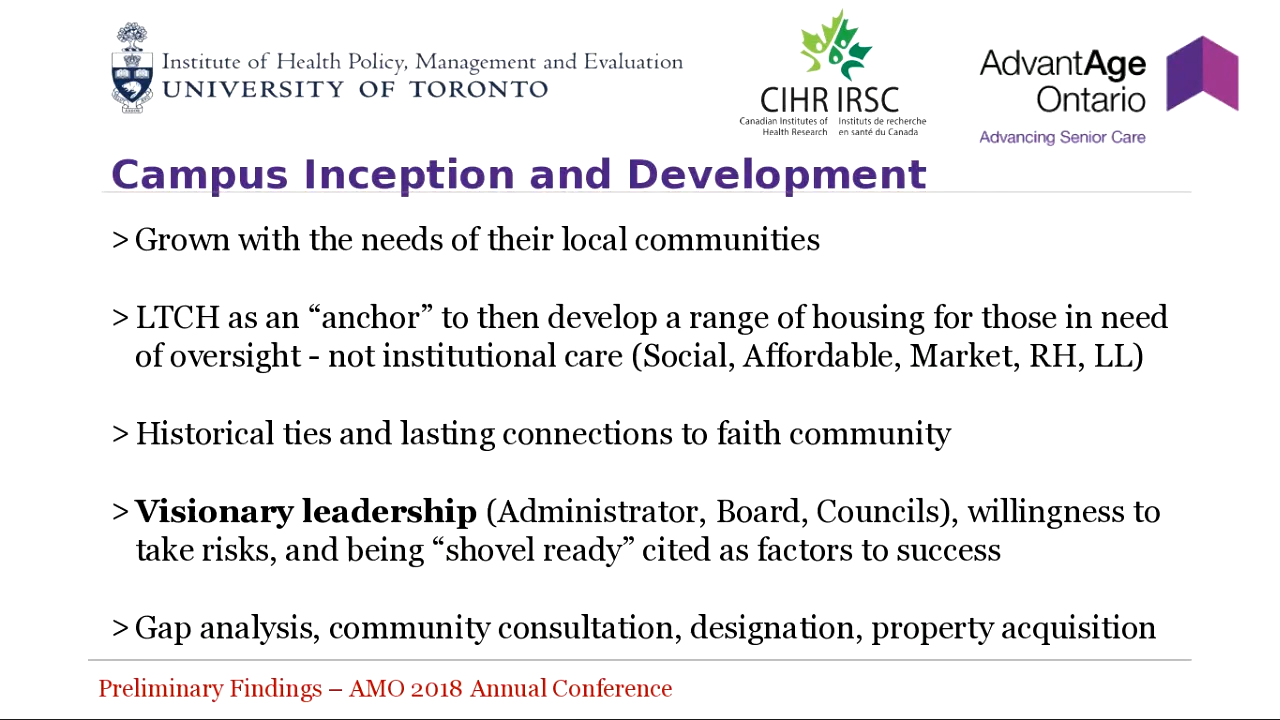 Institute of Health Policy, Management and Evaluation
UNIVERSITY OF TORONTO
CIHR IRSC
Canadian Institutes of Health Research
Instituts de recherche en santé du Canada
AdvantAge
Ontario
Advancing Senior Care
Campus Inception and Development
> Grown with the needs of their local communities
> LTCH as an “anchor” to then develop a range of housing for those in need
of oversight - not institutional care (Social, Affordable, Market, RH, LL)
> Historical ties and lasting connections to faith community
> Visionary leadership (Administrator, Board, Councils), willingness to
take risks, and being “shovel ready” cited as factors to success
> Gap analysis, community consultation, designation, property acquisition
Preliminary Findings – AMO 2018 Annual Conference